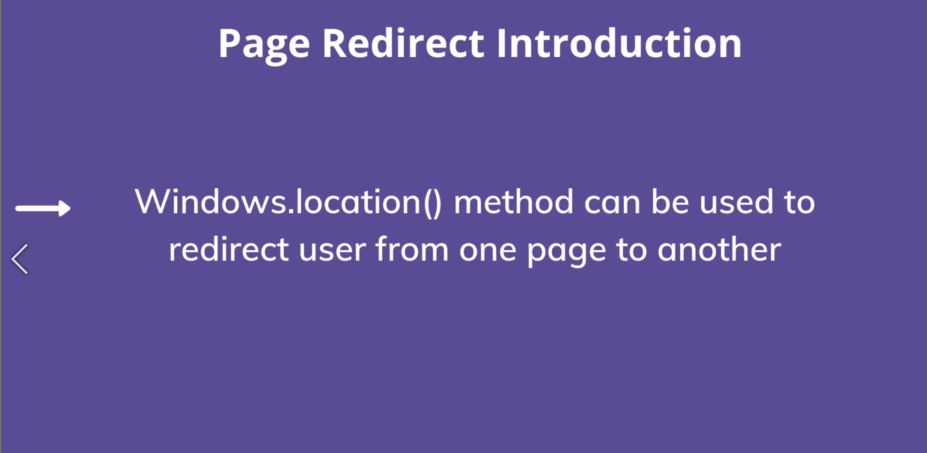 Page Redirect Introduction
Windows.location() method can be used to
redirect user from one page to another